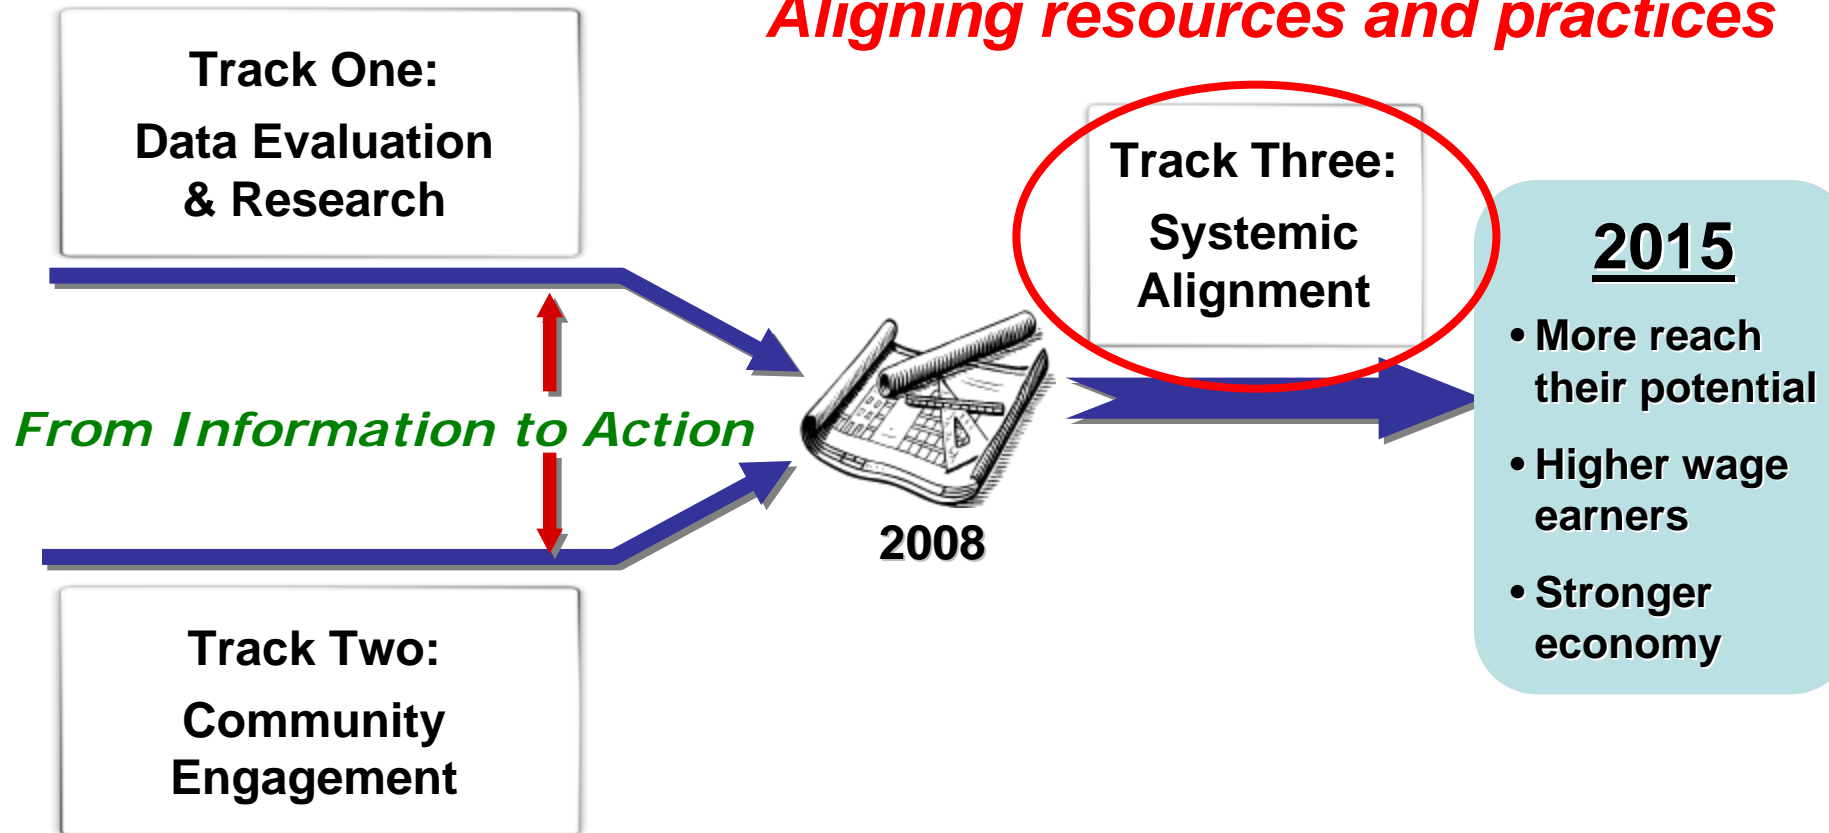 Aligning resources and practices
Track One:
Data Evaluation
& Research
Track Three:
Systemic
Alignment
2015
• More reach
their potential
• Higher wage
earners
• Stronger
economy
From Information to Action
2008
Track Two:
Community
Engagement